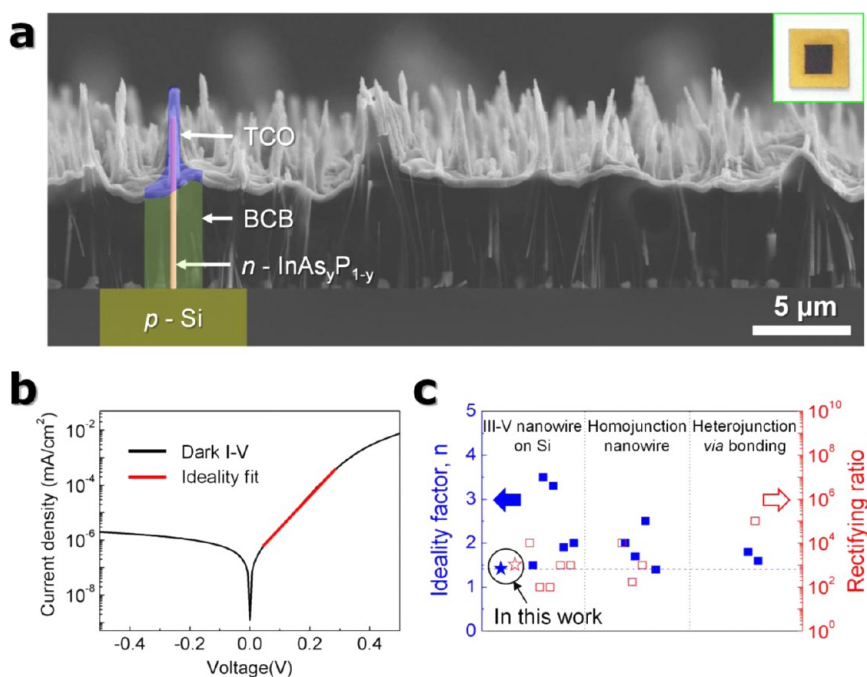 a
TCO
BCB
n - InAsyP1-y
p - Si
5 μm
b
Current density (mA/cm2)
10-2
10-4
10-6
10-8
Dark I-V
Ideality fit
-0.4
-0.2
0.0
0.2
0.4
Voltage(V)
c
Ideality factor, n
5
4
3
2
1
0
III-V nanowire
on Si
Homojunction
nanowire
Heterojunction
via bonding
In this work
1010
108
106
104
102
100
Rectifying ratio